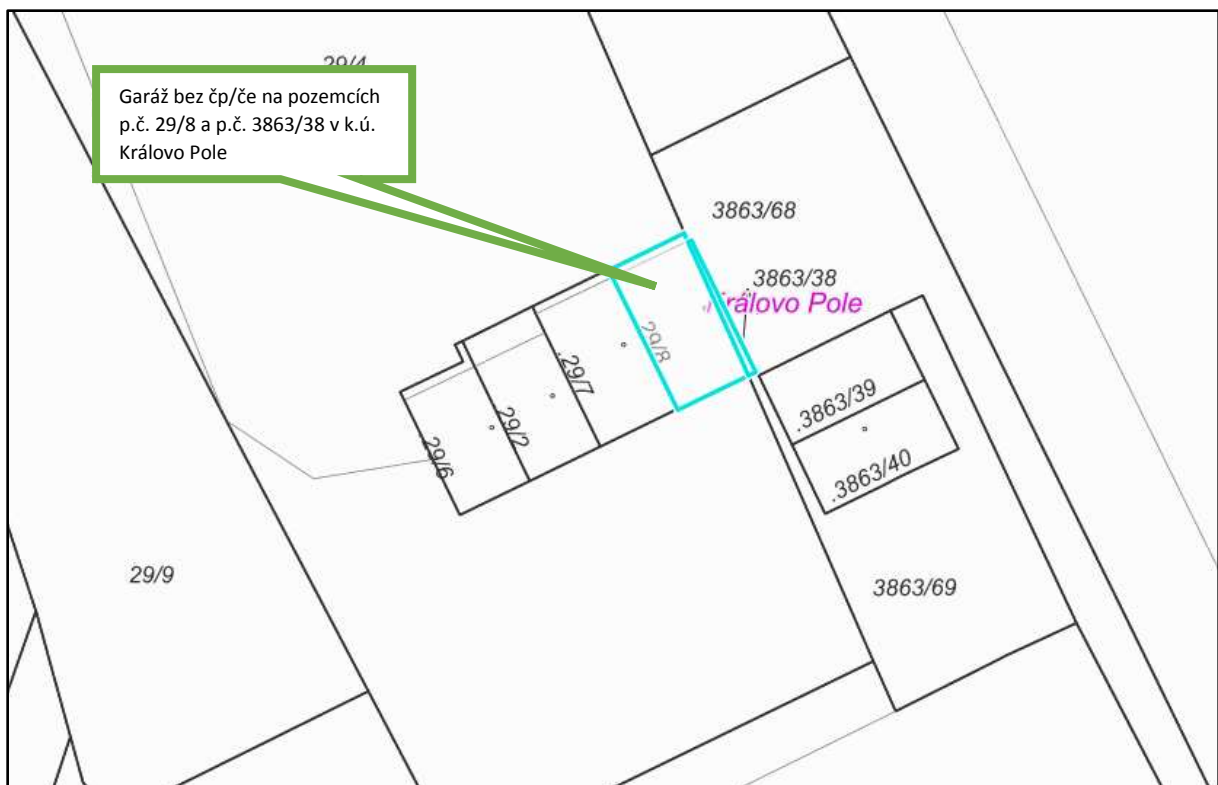 29/4
Garáž bez čp/če na pozemcích
p.č. 29/8 a p.č. 3863/38 v k.ú.
Královo Pole
3863/68
3863/38
Královo Pole
29/8
.29/7
29/2
.29/6
.3863/39
.3863/40
29/9
3863/69